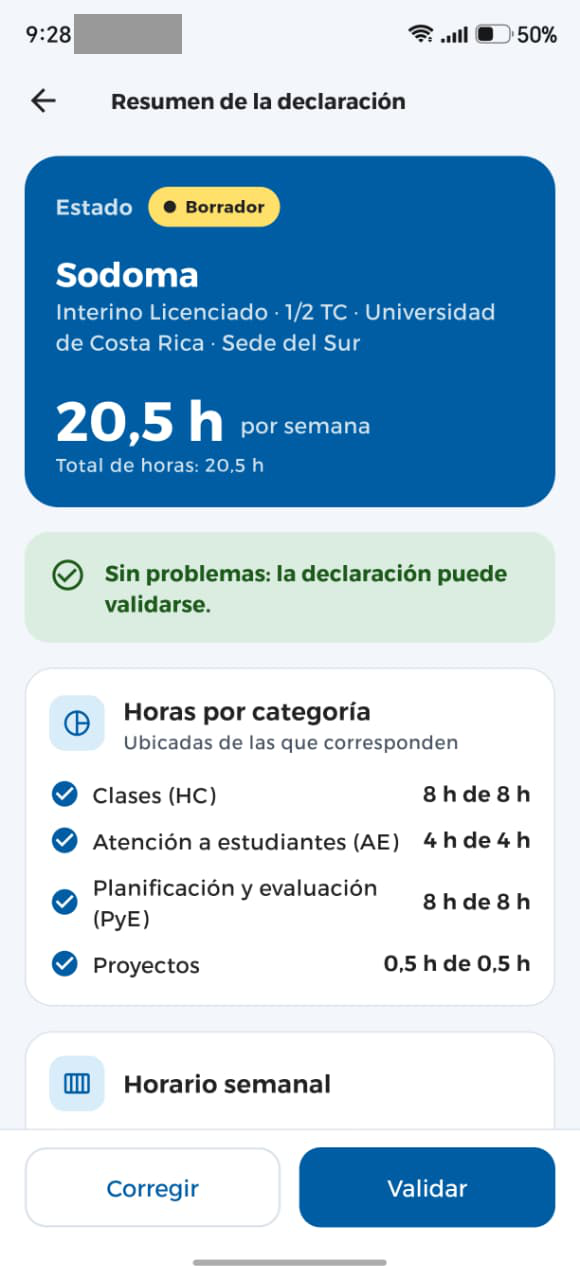 9:28
50%
Resumen de la declaración
Estado
Borrador
Sodoma
Interino Licenciado · 1/2 TC · Universidad
de Costa Rica · Sede del Sur
20,5 h por semana
Total de horas: 20,5 h
Sin problemas: la declaración puede
validarse.
Horas por categoría
Ubicadas de las que corresponden
Clases (HC) 8 h de 8 h
Atención a estudiantes (AE) 4 h de 4 h
Planificación y evaluación
(PyE) 8 h de 8 h
Proyectos 0,5 h de 0,5 h
Horario semanal
Corregir
Validar